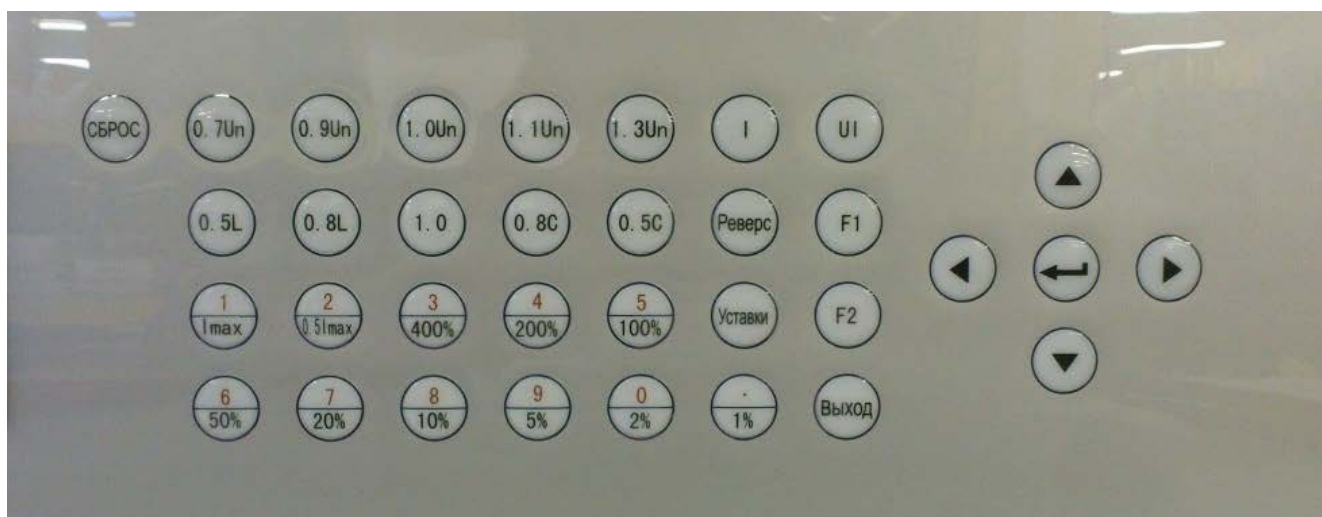 СБРОС 0.7Un 0.9Un 1.0Un 1.1Un 1.3Un I UI
0.5L 0.8L 1.0 0.8C 0.5C Реверс F1
1 2 3 4 5
Imax 0.5Imax 400% 200% 100% Уставки F2
6 7 8 9 0 .
50% 20% 10% 5% 2% 1% Выход